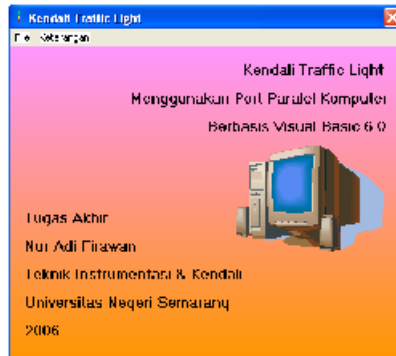 Kendali Traffic Light
File Keterangan
Kendali Traffic Light
Menggunakan Port Paralel Komputer
Berbasis Visual Basic 6.0
Tugas Akhir
Nur Adi Firawan
Teknik Instrumentasi & Kendali
Universitas Negeri Semarang
2006